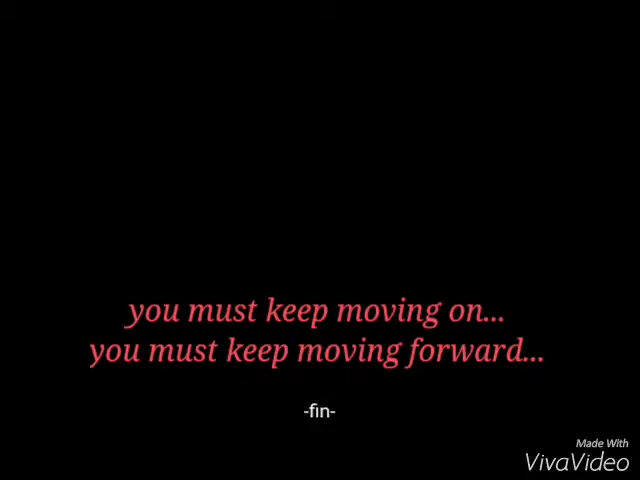 you must keep moving on...
you must keep moving forward...
-fin-
Made With
VivaVideo